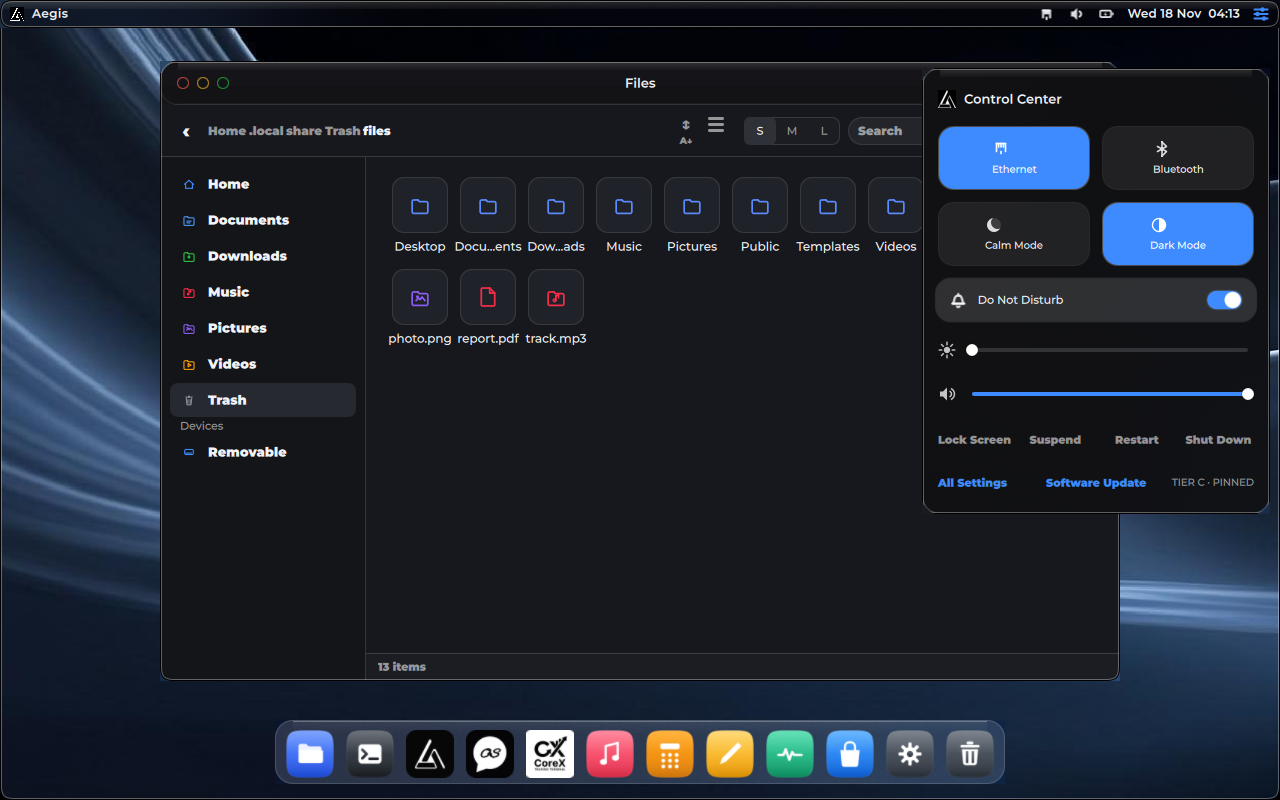 Aegis
Wed 18 Nov 04:13
Files
Control Center
Home .local share Trash files
A+
S M L
Search
Ethernet
Bluetooth
Calm Mode
Dark Mode
Do Not Disturb
Lock Screen Suspend Restart Shut Down
All Settings Software Update TIER C · PINNED
Home
Documents
Downloads
Music
Pictures
Videos
Trash
Devices
Removable
Desktop Docu...ents Dow...ads Music Pictures Public Templates Videos
photo.png report.pdf track.mp3
13 items
as
CX
CoreX